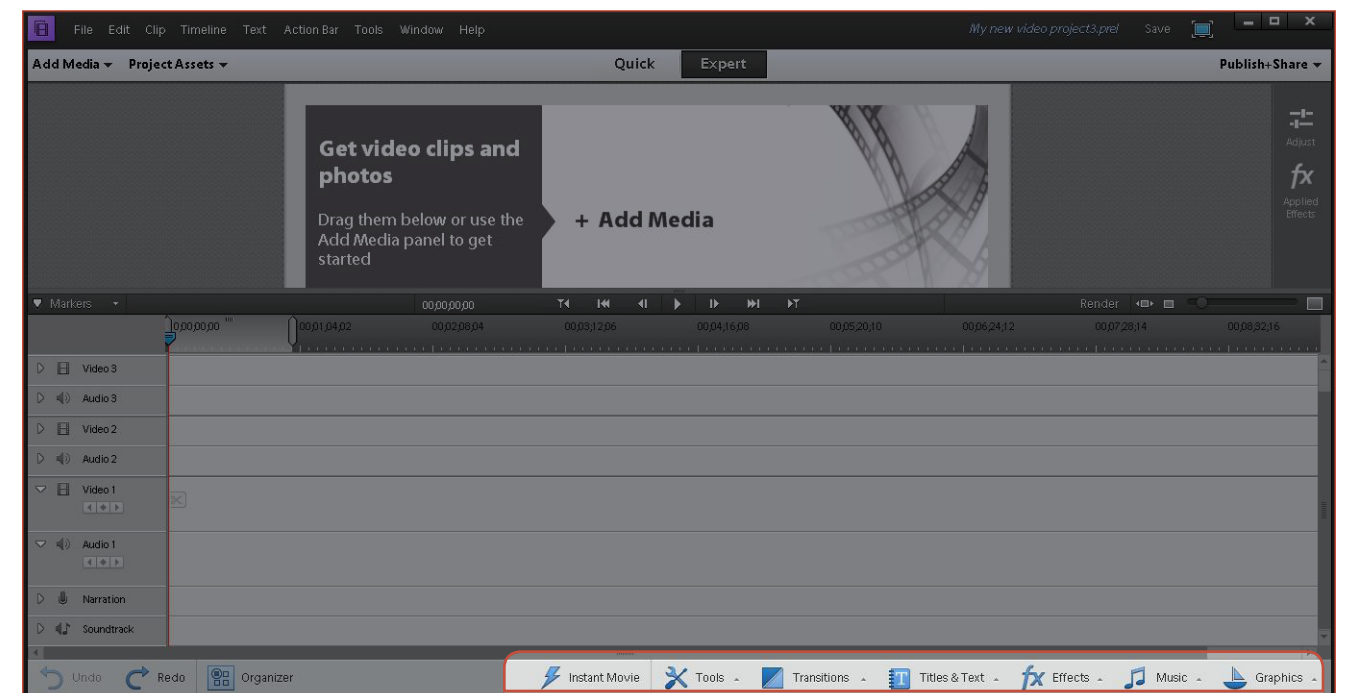 File Edit Clip Timeline Text Action Bar Tools Window Help My new video project3.prel Save
Add Media Project Assets Quick Expert Publish+Share
Get video clips and
photos
Drag them below or use the
Add Media panel to get
started
+ Add Media
Adjust
fx
Applied
Effects
Markers 00;00;00;00 Render
0;00;00;00 00;01;04;02 00;02;08;04 00;03;12;06 00;04;16;08 00;05;20;10 00;06;24;12 00;07;28;14 00;08;32;16
Video 3
Audio 3
Video 2
Audio 2
Video 1
Audio 1
Narration
Soundtrack
Undo Redo Organizer Instant Movie Tools Transitions T Titles & Text fx Effects Music Graphics